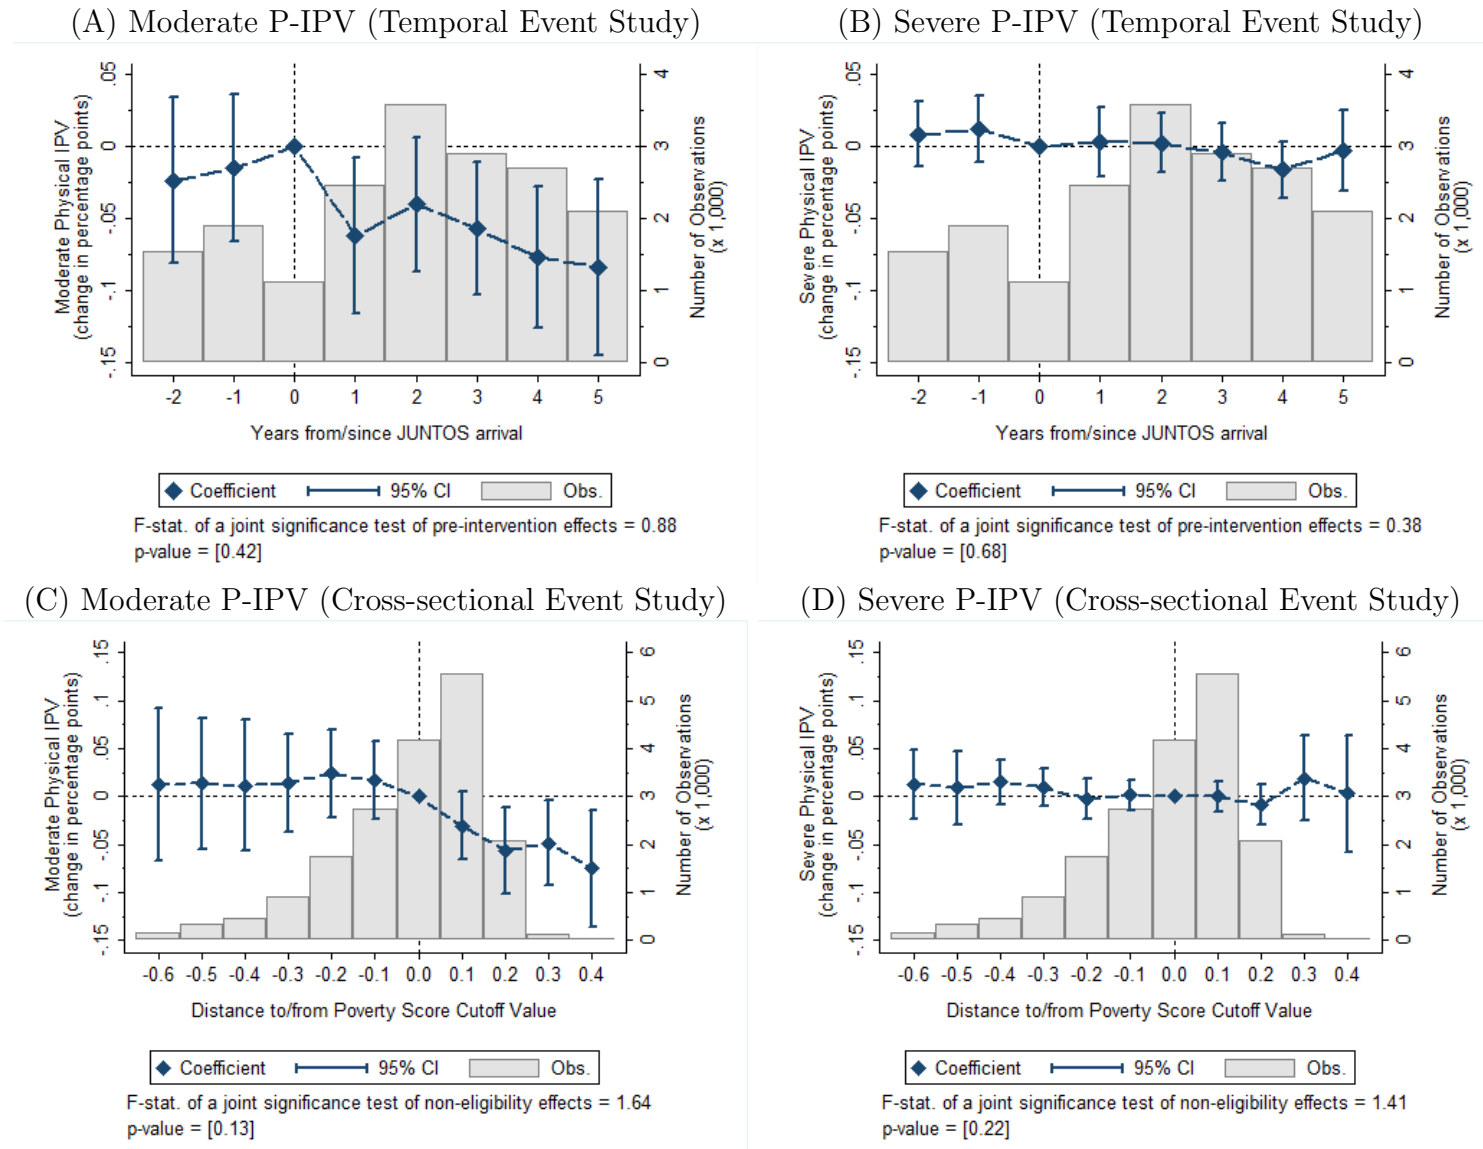 (A) Moderate P-IPV (Temporal Event Study)
Moderate Physical IPV
(change in percentage points)
.05
0
-.05
-.1
-.15
4
3
2
1
0
Number of Observations
(x 1,000)
-2 -1 0 1 2 3 4 5
Years from/since JUNTOS arrival
Coefficient 95% CI Obs.
F-stat. of a joint significance test of pre-intervention effects = 0.88
p-value = [0.42]
(B) Severe P-IPV (Temporal Event Study)
Severe Physical IPV
(change in percentage points)
.05
0
-.05
-.1
-.15
4
3
2
1
0
Number of Observations
(x 1,000)
-2 -1 0 1 2 3 4 5
Years from/since JUNTOS arrival
Coefficient 95% CI Obs.
F-stat. of a joint significance test of pre-intervention effects = 0.38
p-value = [0.68]
(C) Moderate P-IPV (Cross-sectional Event Study)
Moderate Physical IPV
(change in percentage points)
.15
.1
.05
0
-.05
-.1
-.15
6
5
4
3
2
1
0
Number of Observations
(x 1,000)
-0.6 -0.5 -0.4 -0.3 -0.2 -0.1 0.0 0.1 0.2 0.3 0.4
Distance to/from Poverty Score Cutoff Value
Coefficient 95% CI Obs.
F-stat. of a joint significance test of non-eligibility effects = 1.64
p-value = [0.13]
(D) Severe P-IPV (Cross-sectional Event Study)
Severe Physical IPV
(change in percentage points)
.15
.1
.05
0
-.05
-.1
-.15
6
5
4
3
2
1
0
Number of Observations
(x 1,000)
-0.6 -0.5 -0.4 -0.3 -0.2 -0.1 0.0 0.1 0.2 0.3 0.4
Distance to/from Poverty Score Cutoff Value
Coefficient 95% CI Obs.
F-stat. of a joint significance test of non-eligibility effects = 1.41
p-value = [0.22]